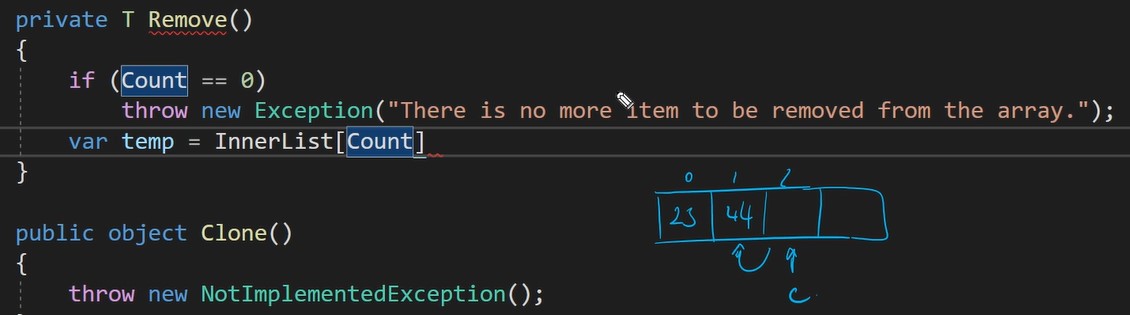 private T Remove()
{
if (Count == 0)
throw new Exception("There is no more item to be removed from the array.");
var temp = InnerList[Count]
}
0 1 2
23 44
c
public object Clone()
{
throw new NotImplementedException();